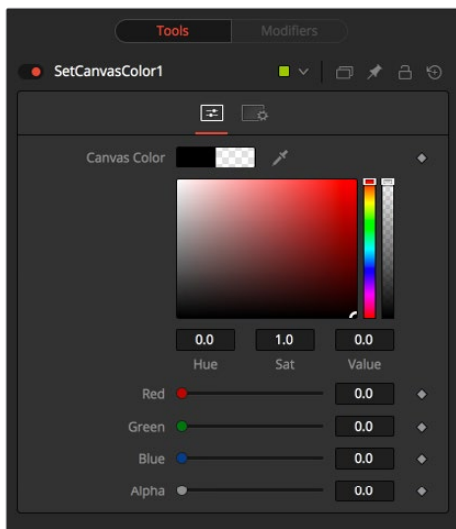 Tools Modifiers
SetCanvasColor1
Canvas Color
0.0 1.0 0.0
Hue Sat Value
Red 0.0
Green 0.0
Blue 0.0
Alpha 0.0